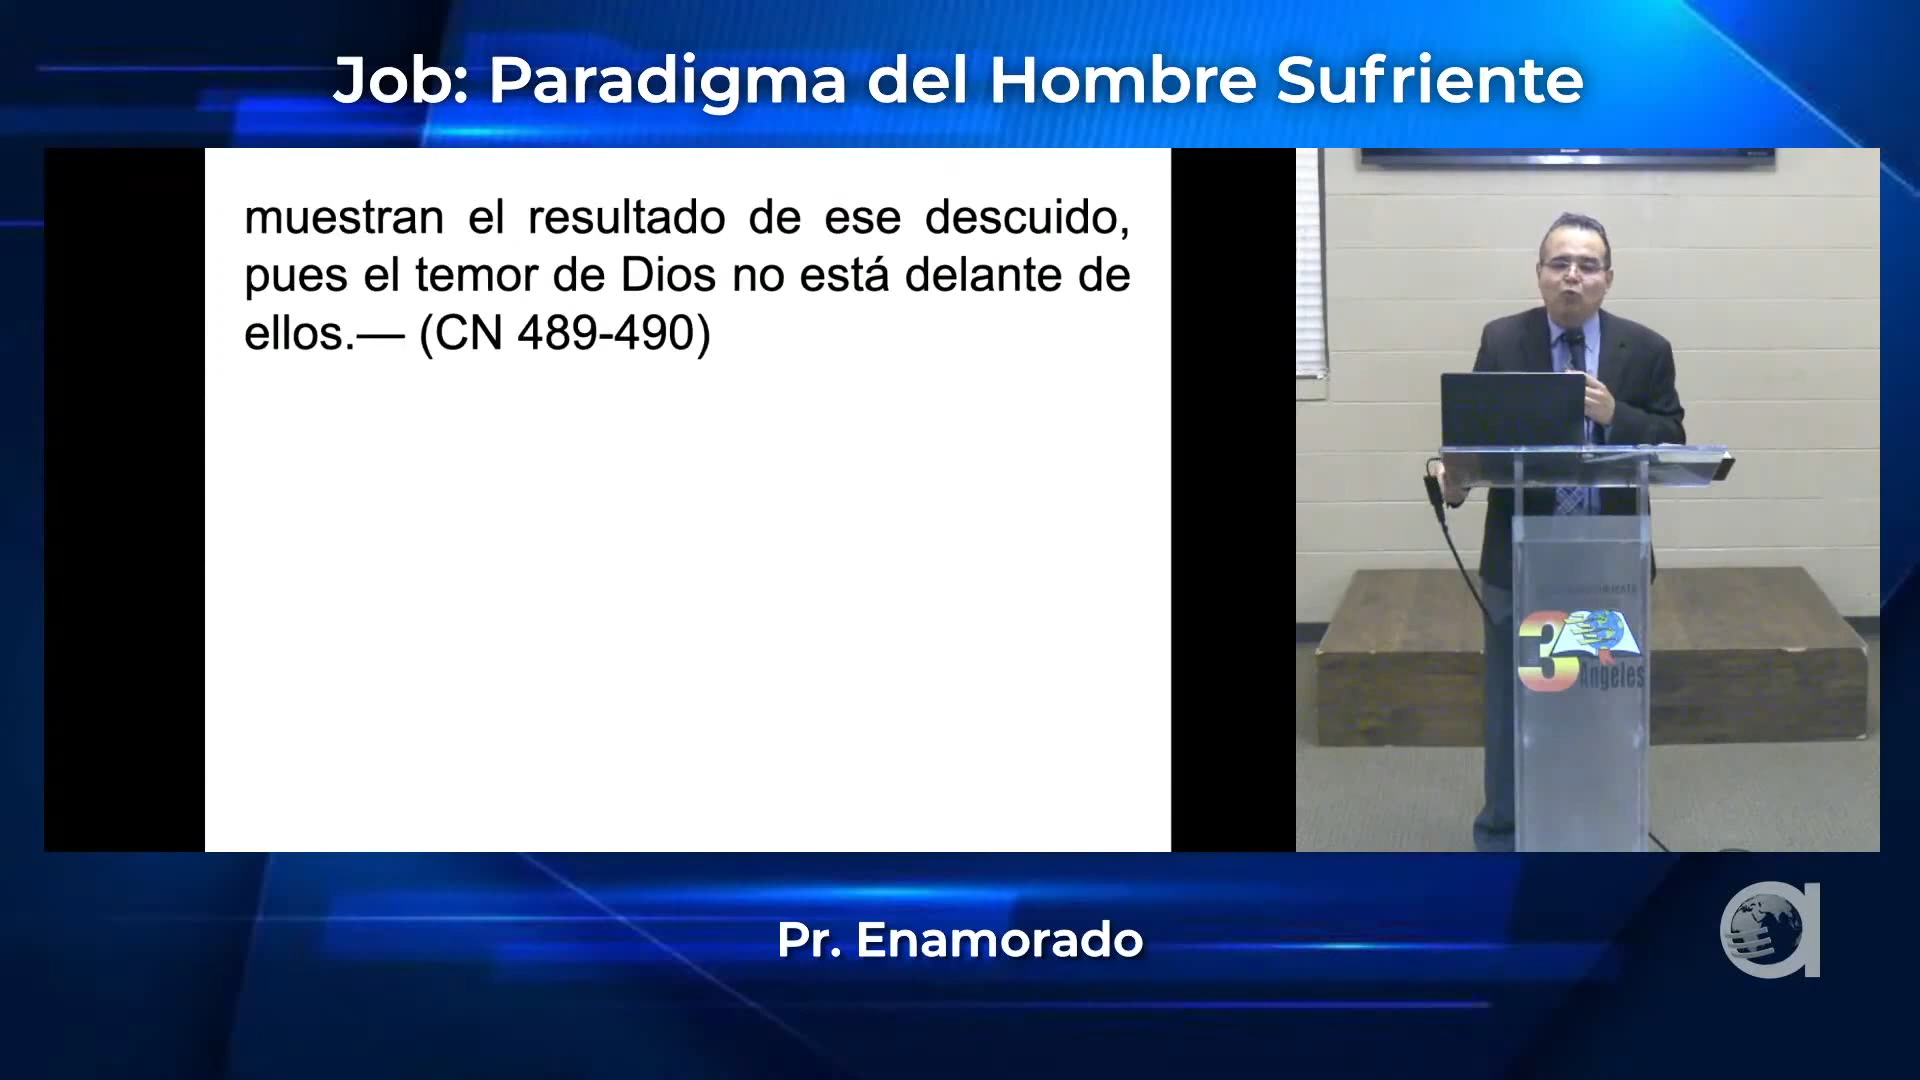 Job: Paradigma del Hombre Sufriente
muestran el resultado de ese descuido,
pues el temor de Dios no está delante de
ellos.— (CN 489-490)
3
Ángeles
Pr. Enamorado